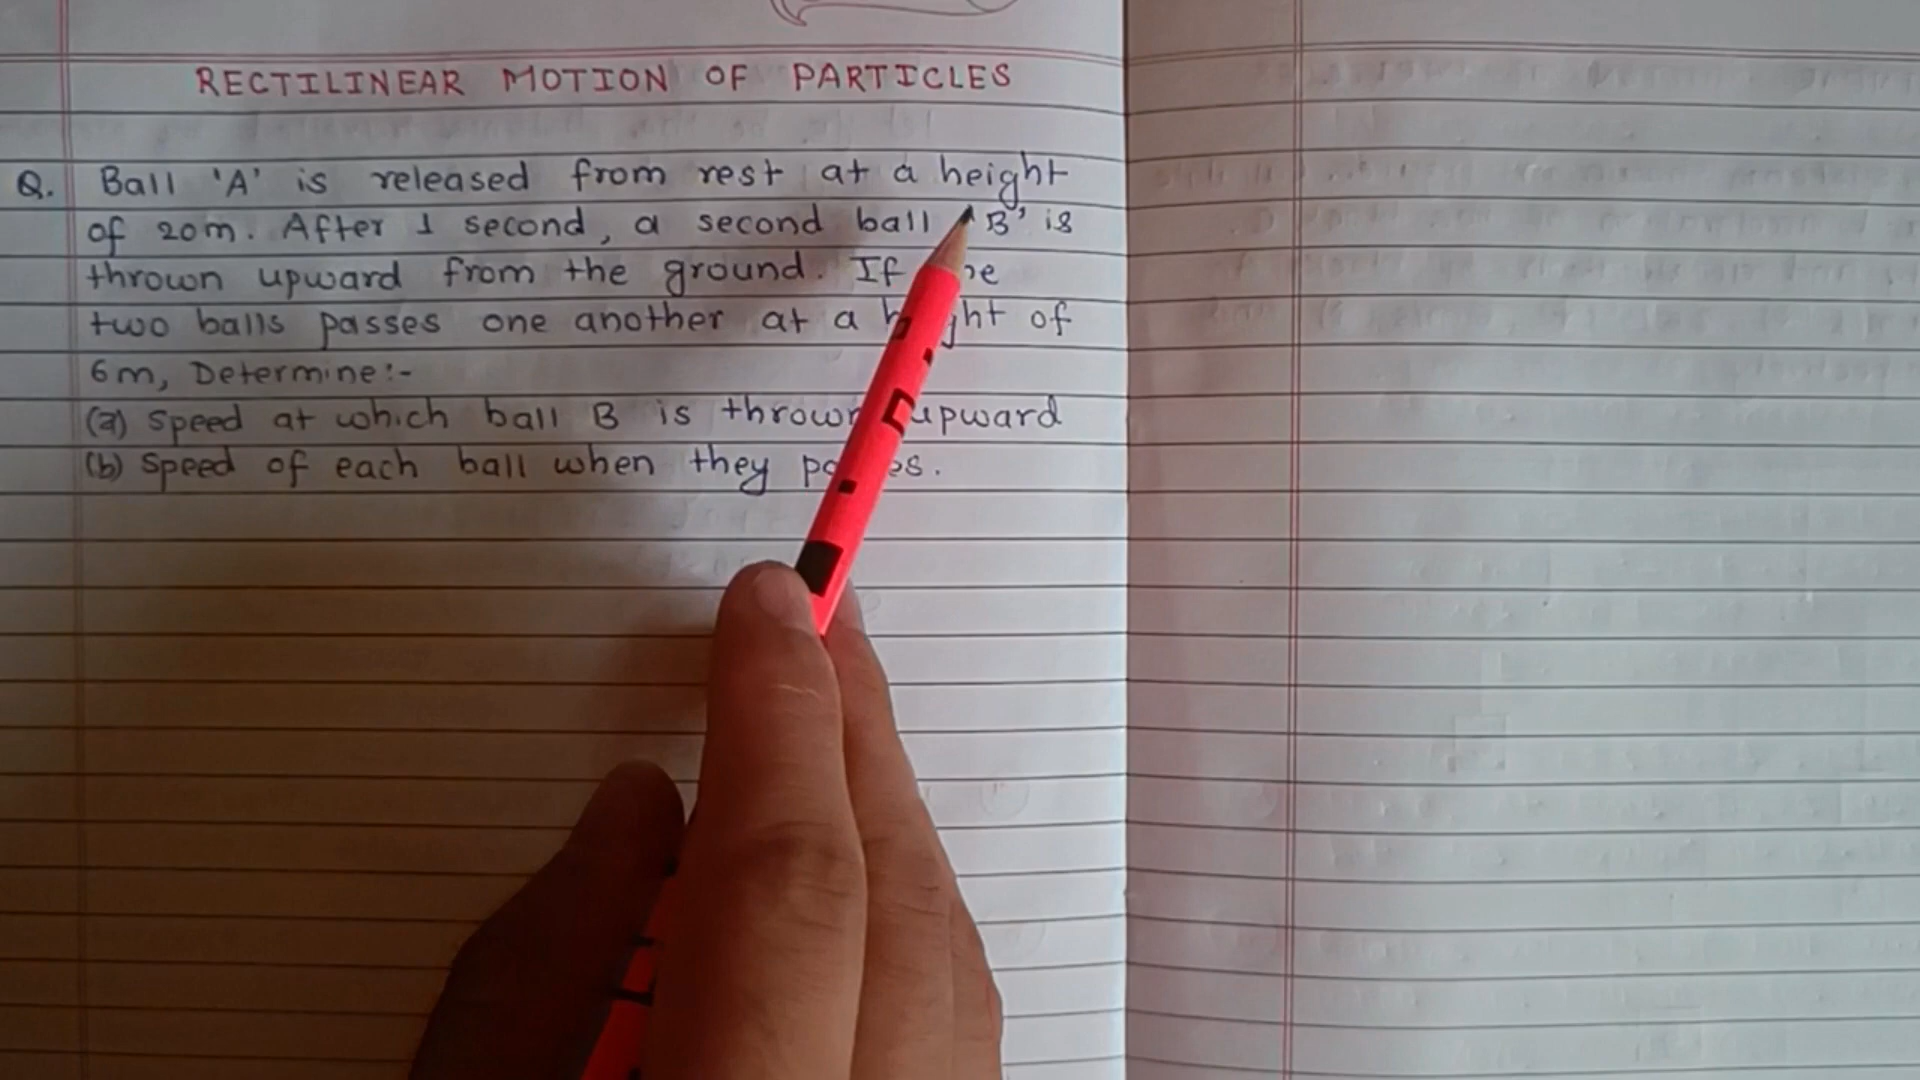 RECTILINEAR MOTION OF PARTICLES
Q. Ball 'A' is released from rest at a height
of 20m. After 1 second, a second ball 'B' is
thrown upward from the ground. If
two balls passes one another at a
of
6m, Determine:-
(a) Speed at which ball B is thrown upward
(b) Speed of each ball when they